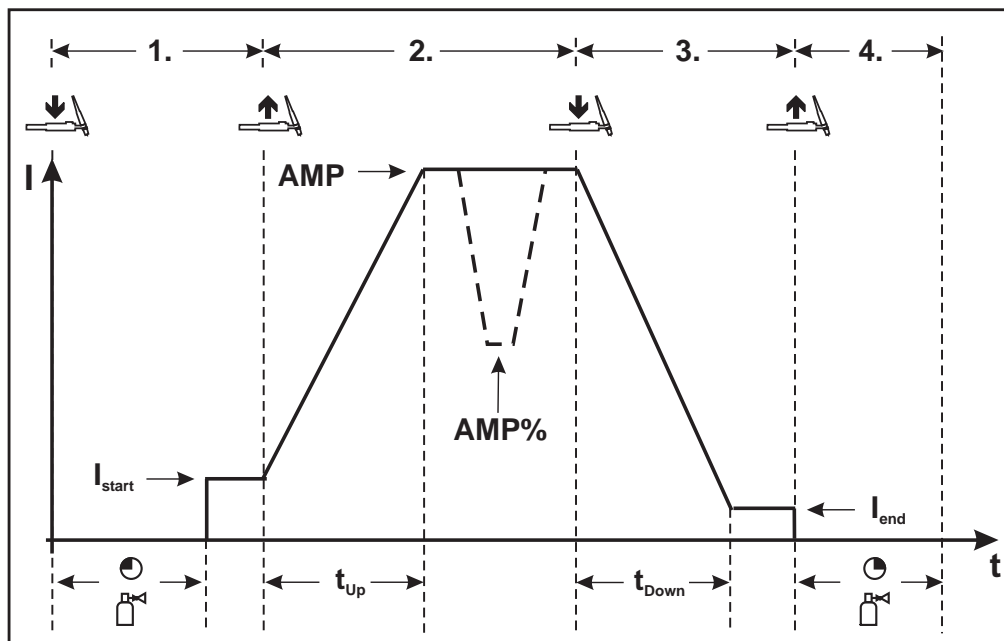 1. 2. 3. 4.
I
AMP
AMP%
Istart
Iend
t
tUp tDown